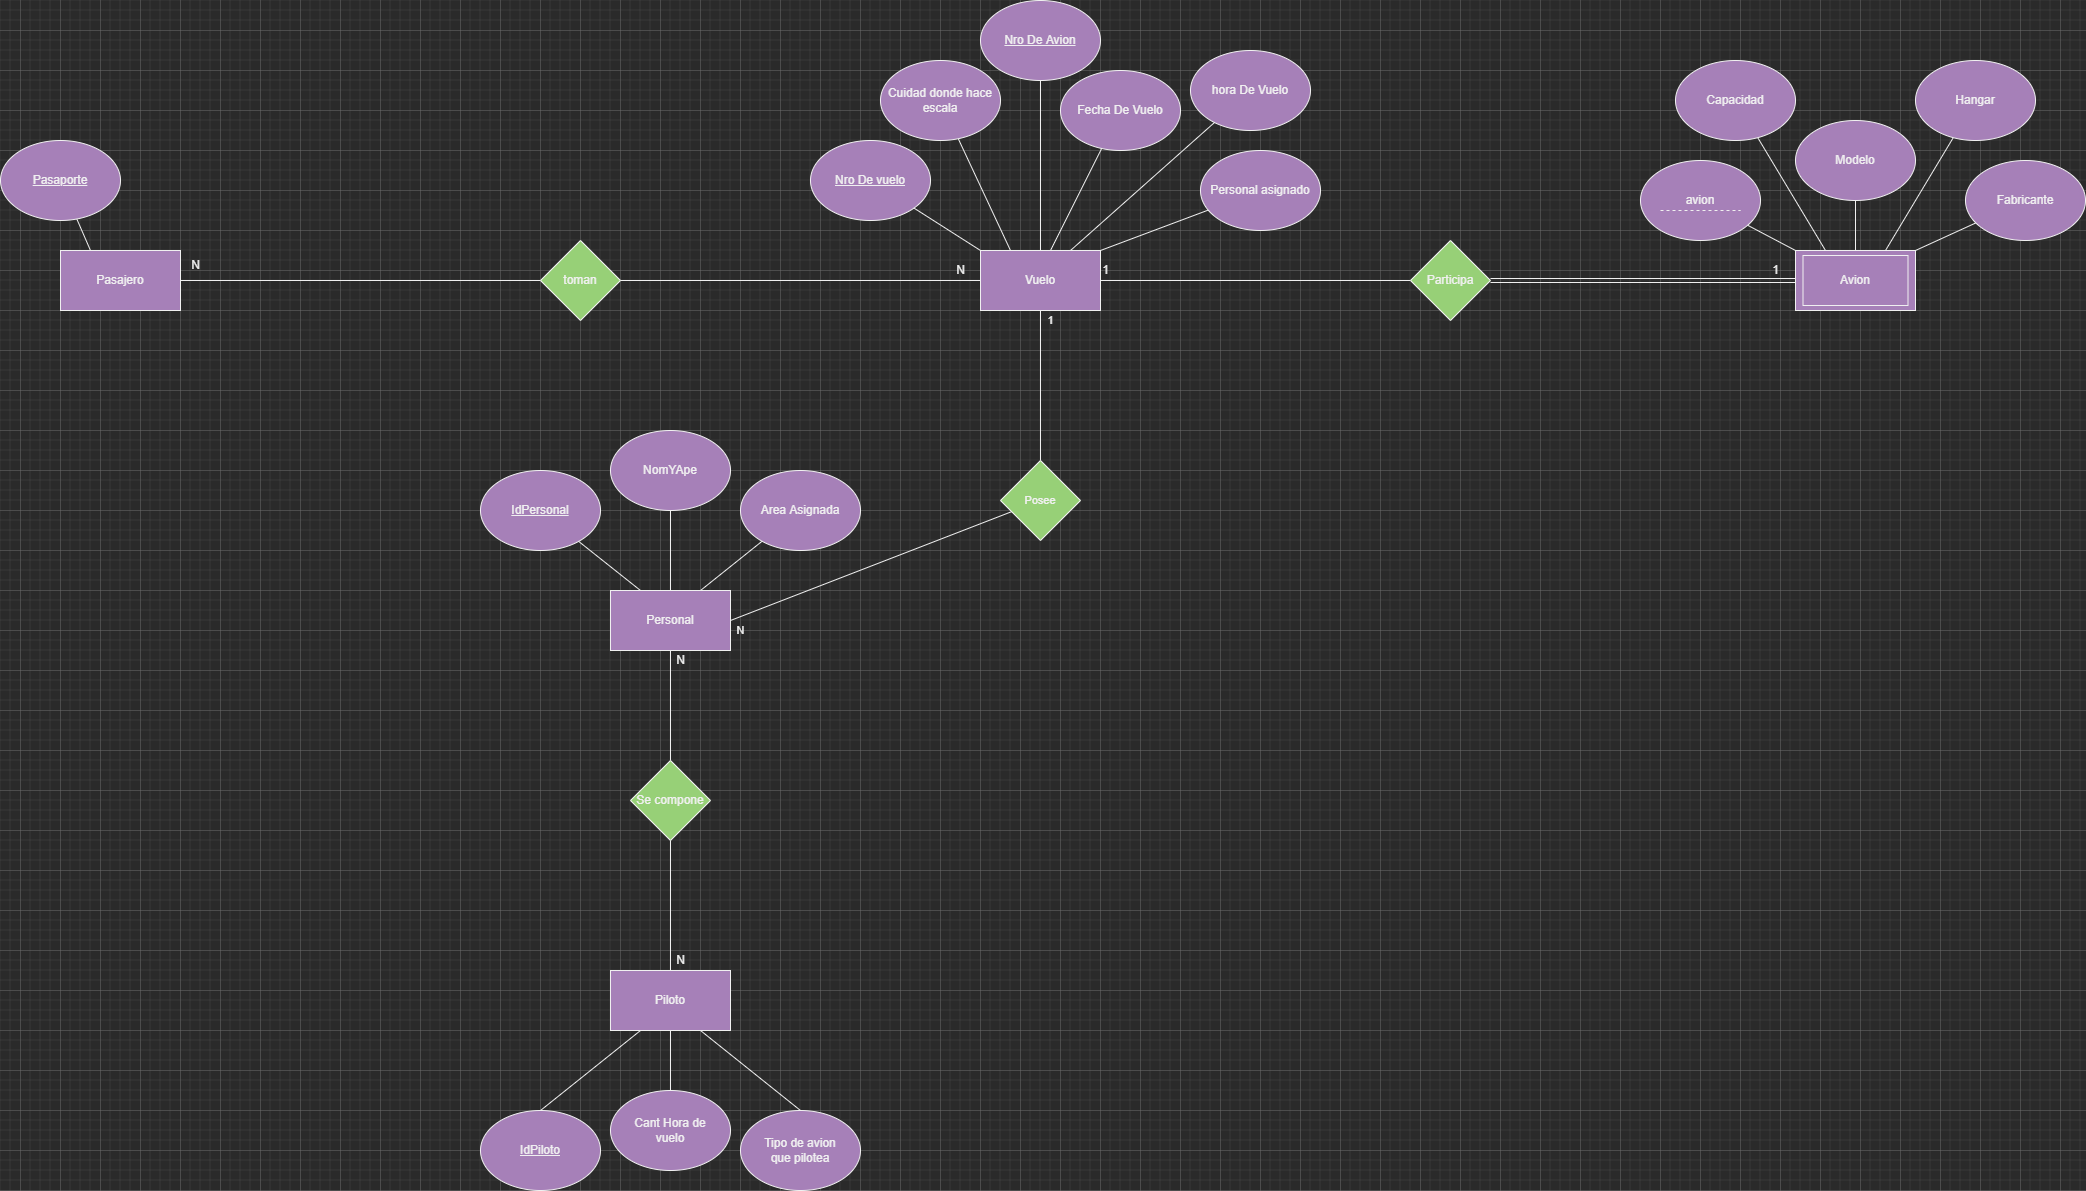 Nro De Avion
Cuidad donde hace
escala
Fecha De Vuelo
hora De Vuelo
Nro De vuelo
Personal asignado
Capacidad
Hangar
Modelo
avion
Fabricante
Pasaporte
Pasajero
N
toman
N
Vuelo
1
1
Participa
1
Avion
NomYApe
IdPersonal
Area Asignada
Posee
Personal
N
N
Se compone
N
Piloto
Cant Hora de
vuelo
IdPiloto
Tipo de avion
que pilotea